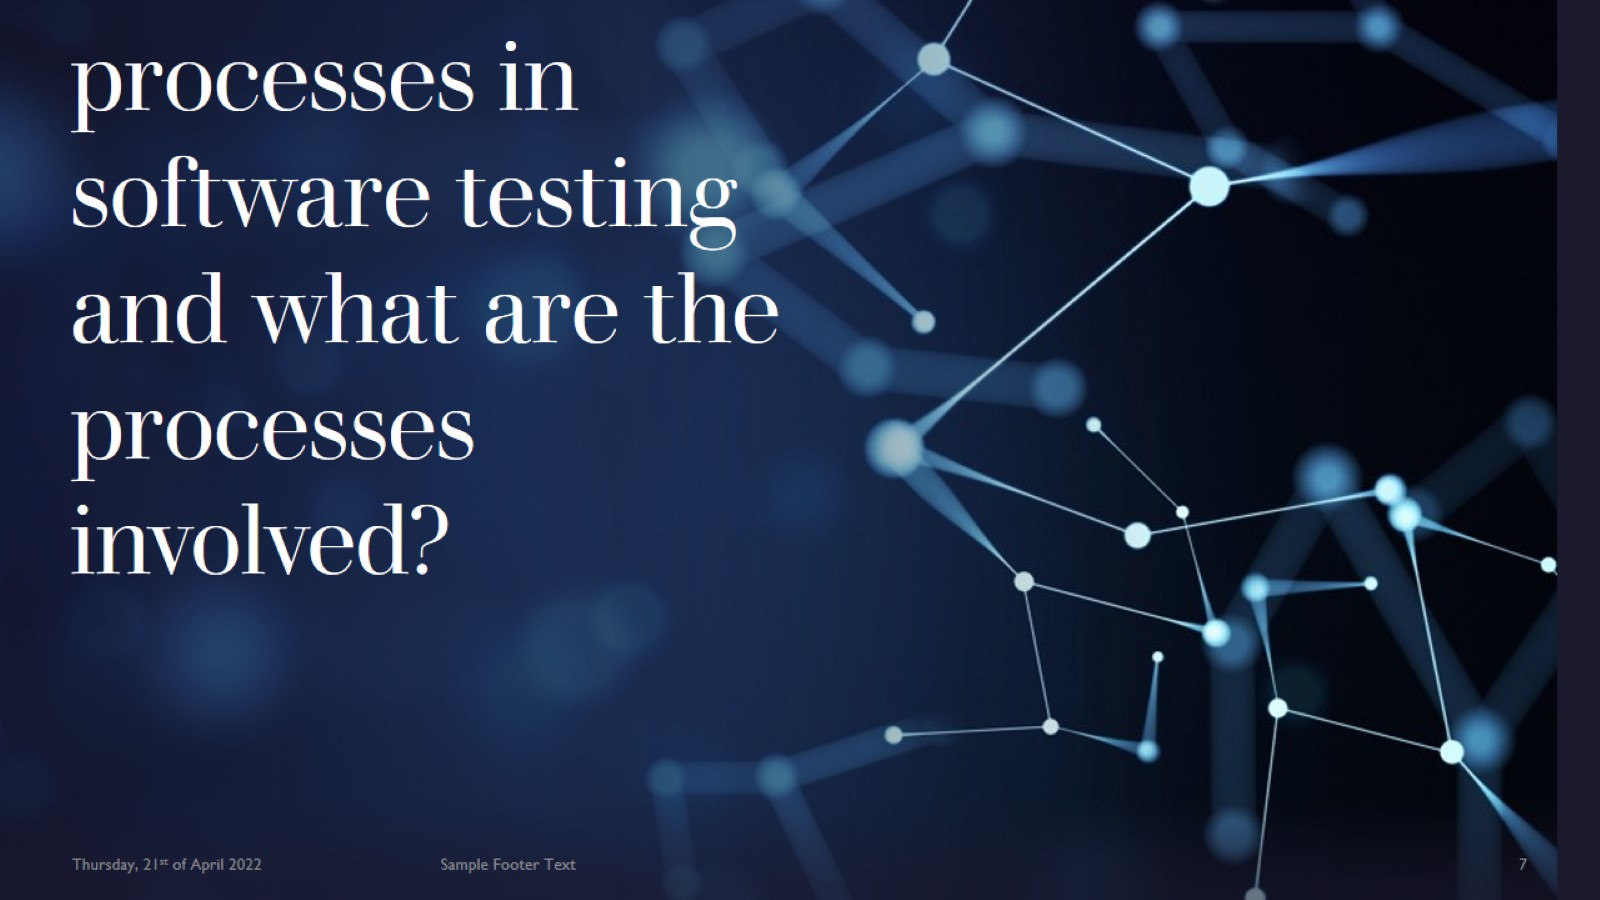 processes in
software testing
and what are the
processes
involved?
Thursday, 21st of April 2022
Sample Footer Text
7